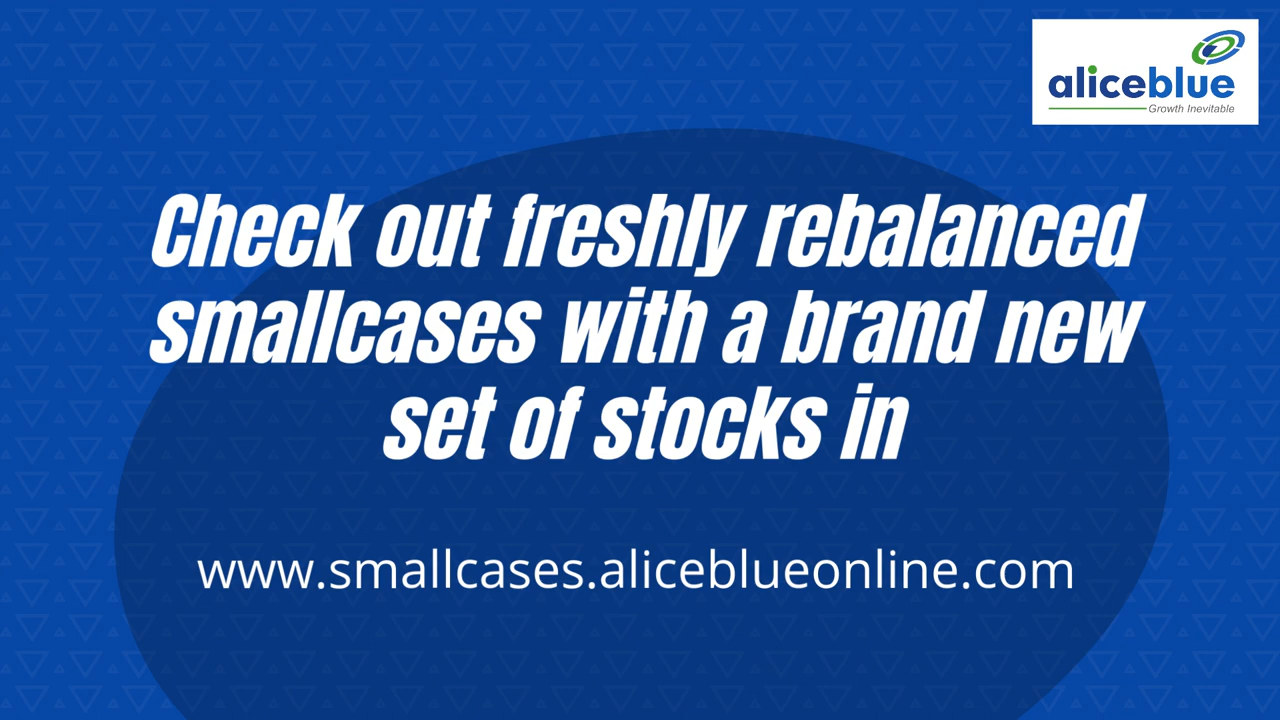 aliceblue
Growth Inevitable
Check out freshly rebalanced
smallcases with a brand new
set of stocks in
www.smallcases.aliceblueonline.com